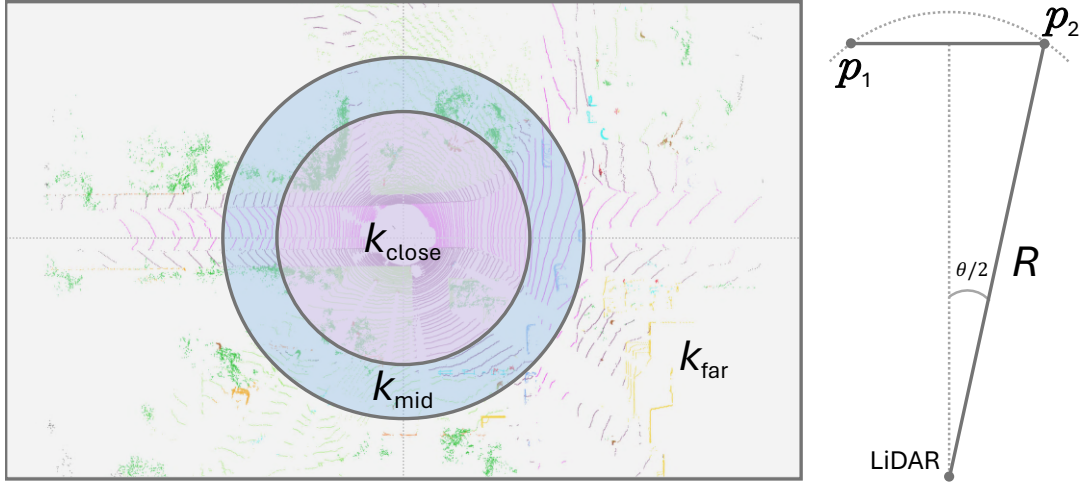 k_close
k_mid
k_far
p_1
p_2
θ/2
R
LiDAR